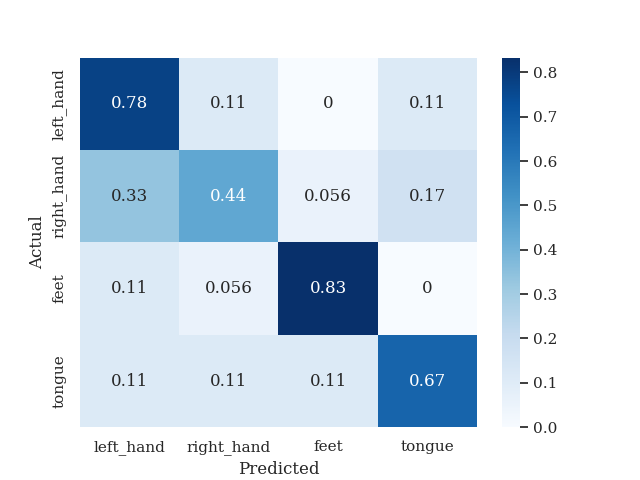 left_hand
0.78 0.11 0 0.11
right_hand
0.33 0.44 0.056 0.17
feet
0.11 0.056 0.83 0
tongue
0.11 0.11 0.11 0.67
Actual
left_hand right_hand feet tongue
Predicted
0.8
0.7
0.6
0.5
0.4
0.3
0.2
0.1
0.0